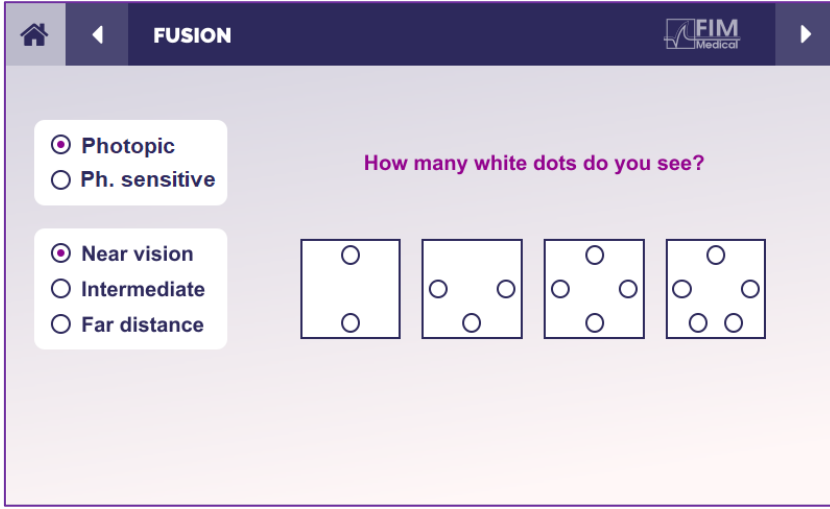 FUSION
FIM
Medical
Photopic
Ph. sensitive
How many white dots do you see?
Near vision
Intermediate
Far distance